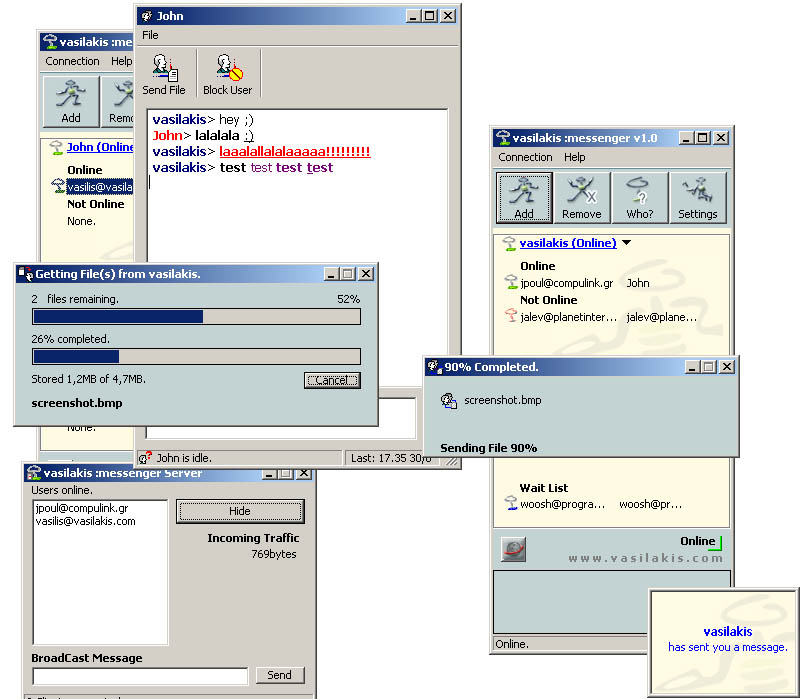 vasilakis :mes
Connection Help
Add Remo
John (Online
Online
vasilis@vasila
Not Online
None.
None.
John
File
Send File Block User
vasilakis> hey ;)
John> lalalala ;)
vasilakis> laaalallalalaaaaa!!!!!!!!!
vasilakis> test test test test
John is idle. Last: 17.35 30/
Getting File(s) from vasilakis.
2 files remaining. 52%
26% completed.
Stored 1,2MB of 4,7MB.
Cancel
screenshot.bmp
vasilakis :messenger v1.0
Connection Help
Add Remove Who? Settings
vasilakis (Online)
Online
jpoul@compulink.gr John
Not Online
jalev@planetinter... jalev@plane...
90% Completed.
screenshot.bmp
Sending File 90%
Wait List
woosh@progra... woosh@pr...
Online
www.vasilakis.com
Online.
vasilakis :messenger Server
Users online.
jpoul@compulink.gr
vasilis@vasilakis.com
Hide
Incoming Traffic
769bytes
BroadCast Message
Send
vasilakis
has sent you a message.